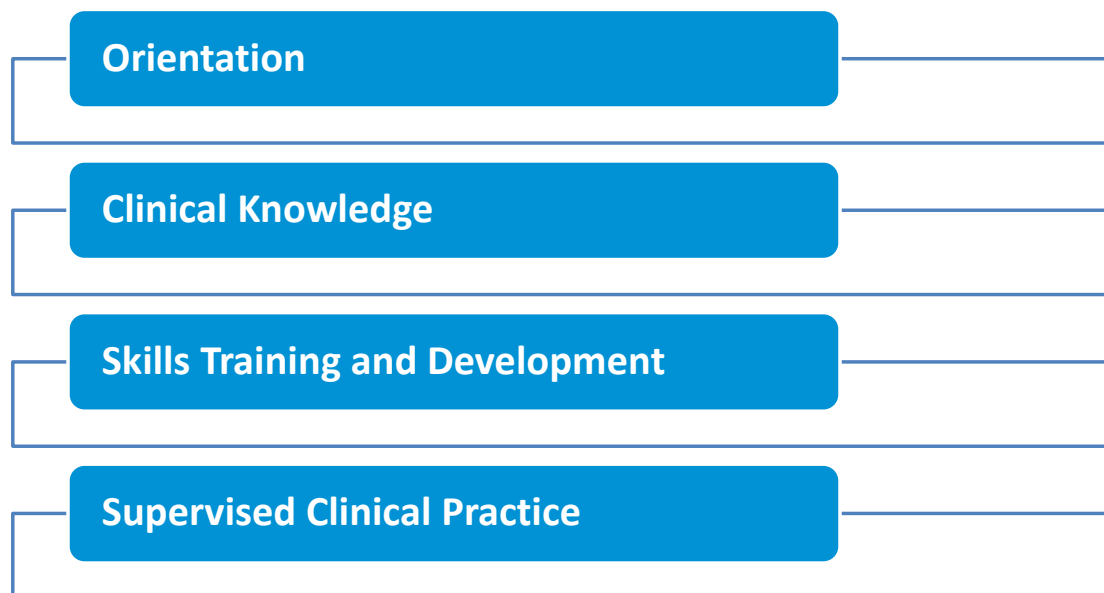 Orientation
Clinical Knowledge
Skills Training and Development
Supervised Clinical Practice